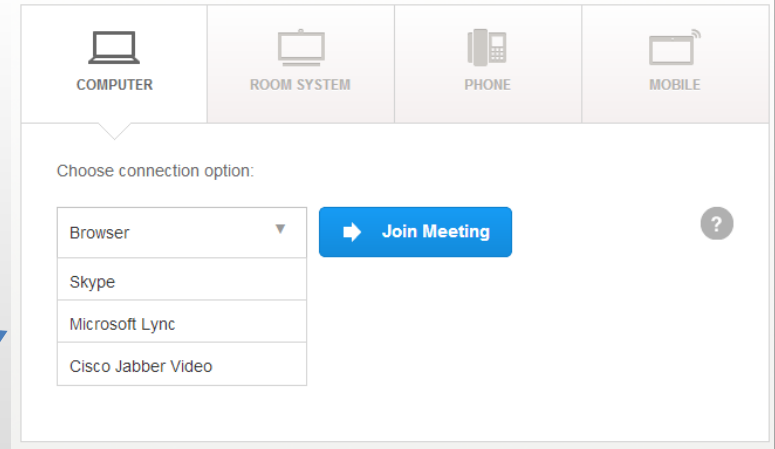 COMPUTER ROOM SYSTEM PHONE MOBILE
Choose connection option:
Browser ▼ Join Meeting ?
Skype
Microsoft Lync
Cisco Jabber Video